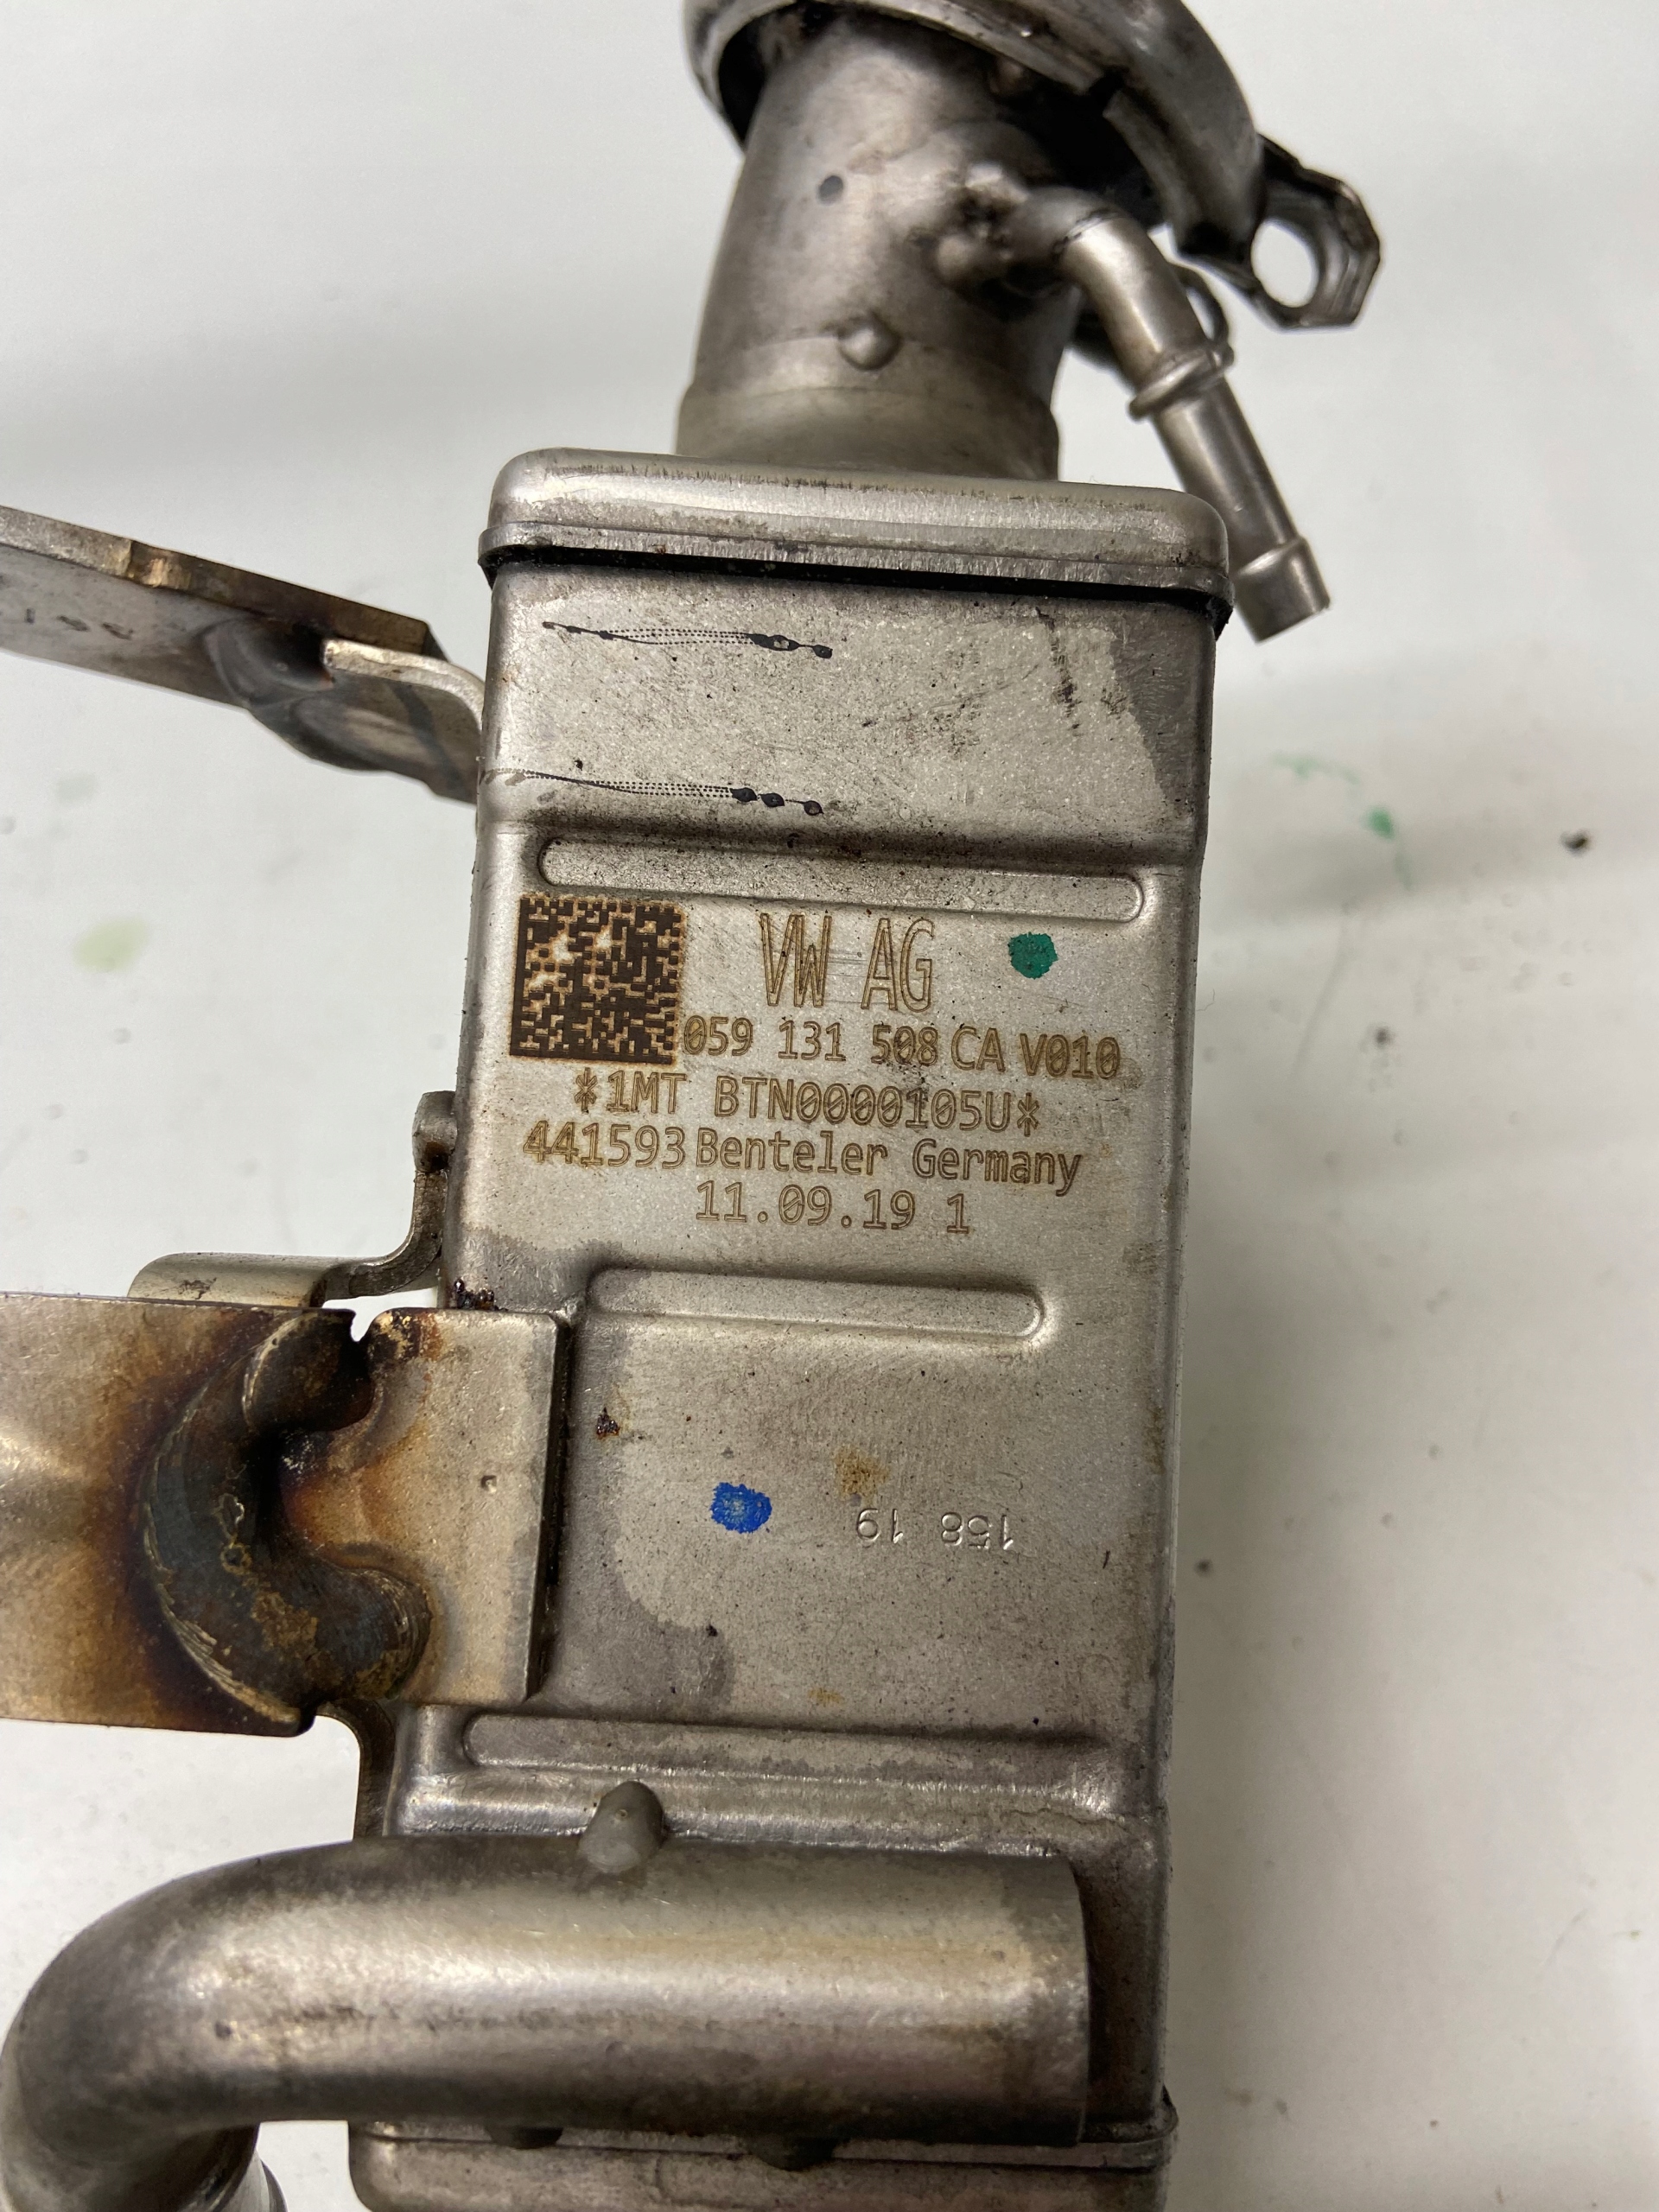 VW AG
059 131 508 CA V010
*1MT BTN0000105U*
441593 Benteler Germany
11.09.19 1
158 19